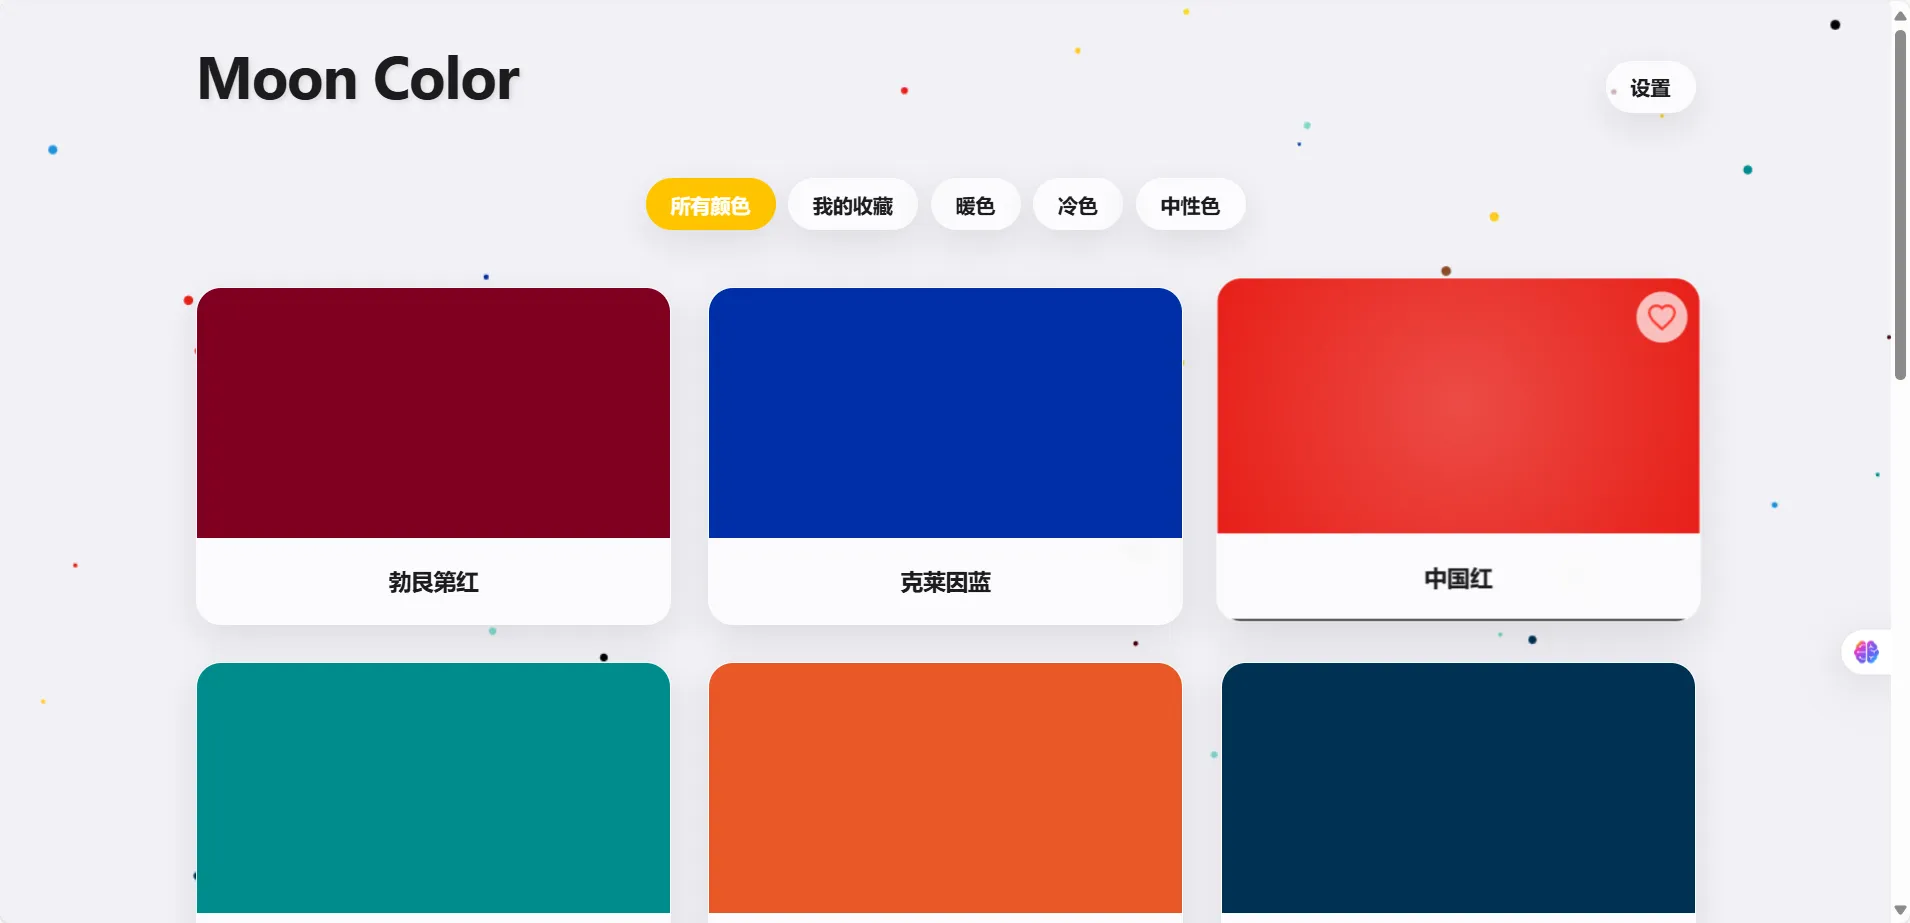 Moon Color
设置
所有颜色
我的收藏
暖色
冷色
中性色
勃艮第红
克莱因蓝
中国红